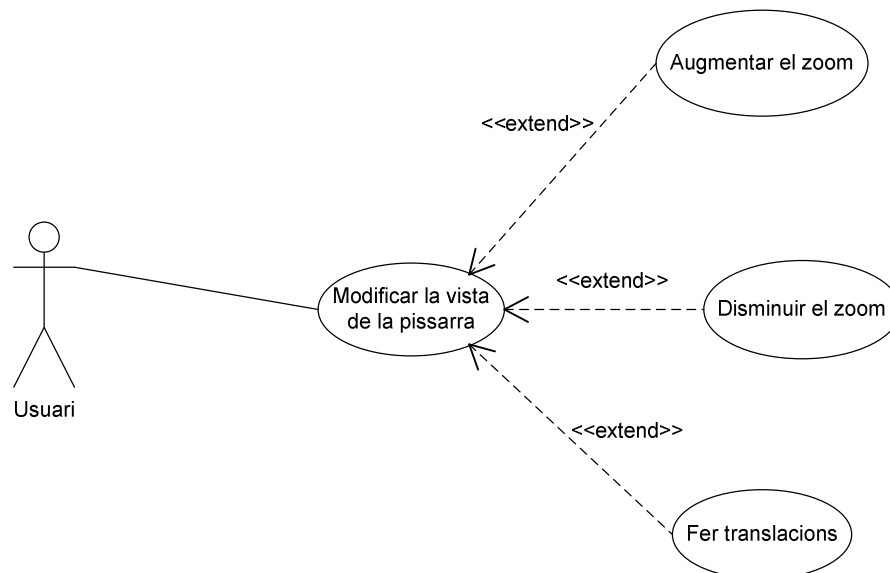 Augmentar el zoom
<<extend>>
<<extend>>
Modificar la vista
de la pissarra
Disminuir el zoom
Usuari
<<extend>>
Fer translacions